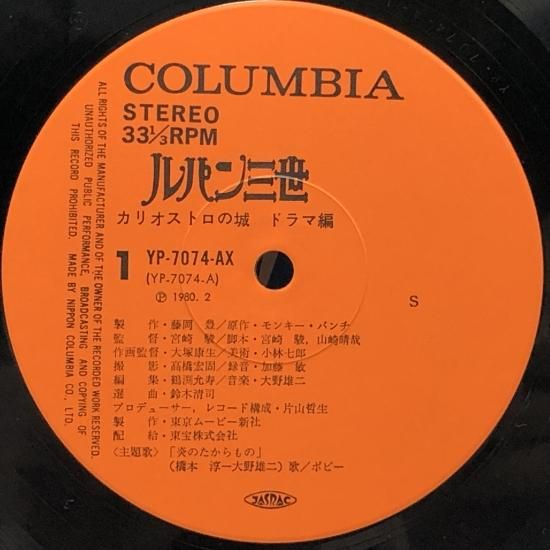 COLUMBIA
STEREO
33⅓RPM
ルパン三世
カリオストロの城 ドラマ編
1 YP-7074-AX
(YP-7074-A)
Ⓟ 1980. 2
S
製作・藤岡 豊/原作・モンキー・パンチ
監督・宮崎 駿/脚本・宮崎 駿, 山崎晴哉
作画監督・大塚康生/美術・小林七郎
撮影・高橋宏固/録音・加藤 敏
編集・鶴渕允寿/音楽・大野雄二
選曲・鈴木清司
プロデューサー, レコード構成・片山哲生
製作・東京ムービー新社
配給・東宝株式会社
〈主題歌〉「炎のたからもの」
(橋本 淳ー大野雄二) 歌/ボビー
JASRAC
ALL RIGHTS OF THE MANUFACTURER AND OF THE OWNER OF THE RECORDED WORK RESERVED.
UNAUTHORIZED PUBLIC PERFORMANCE, BROADCASTING AND COPYING OF
THIS RECORD PROHIBITED. MADE BY NIPPON COLUMBIA CO., LTD.